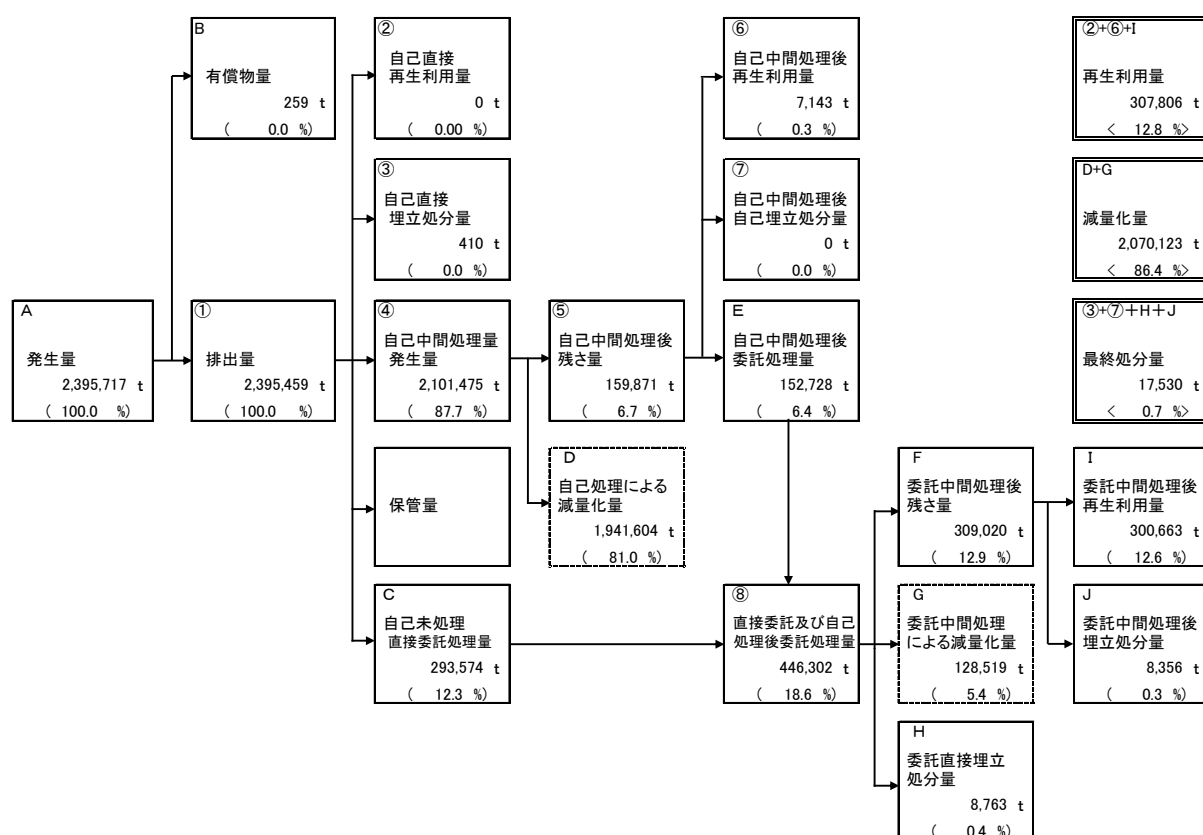 B
有償物量
259 t
( 0.0 %)
②
自己直接
再生利用量
0 t
( 0.00 %)
⑥
自己中間処理後
再生利用量
7,143 t
( 0.3 %)
②+⑥+I
再生利用量
307,806 t
< 12.8 %>
③
自己直接
埋立処分量
410 t
( 0.0 %)
⑦
自己中間処理後
自己埋立処分量
0 t
( 0.0 %)
D+G
減量化量
2,070,123 t
< 86.4 %>
A
発生量
2,395,717 t
( 100.0 %)
①
排出量
2,395,459 t
( 100.0 %)
④
自己中間処理量
発生量
2,101,475 t
( 87.7 %)
⑤
自己中間処理後
残さ量
159,871 t
( 6.7 %)
E
自己中間処理後
委託処理量
152,728 t
( 6.4 %)
③+⑦+H+J
最終処分量
17,530 t
< 0.7 %>
保管量
D
自己処理による
減量化量
1,941,604 t
( 81.0 %)
F
委託中間処理後
残さ量
309,020 t
( 12.9 %)
I
委託中間処理後
再生利用量
300,663 t
( 12.6 %)
C
自己未処理
直接委託処理量
293,574 t
( 12.3 %)
⑧
直接委託及び自己
処理後委託処理量
446,302 t
( 18.6 %)
G
委託中間処理
による減量化量
128,519 t
( 5.4 %)
J
委託中間処理後
埋立処分量
8,356 t
( 0.3 %)
H
委託直接埋立
処分量
8,763 t
( 0.4 %)